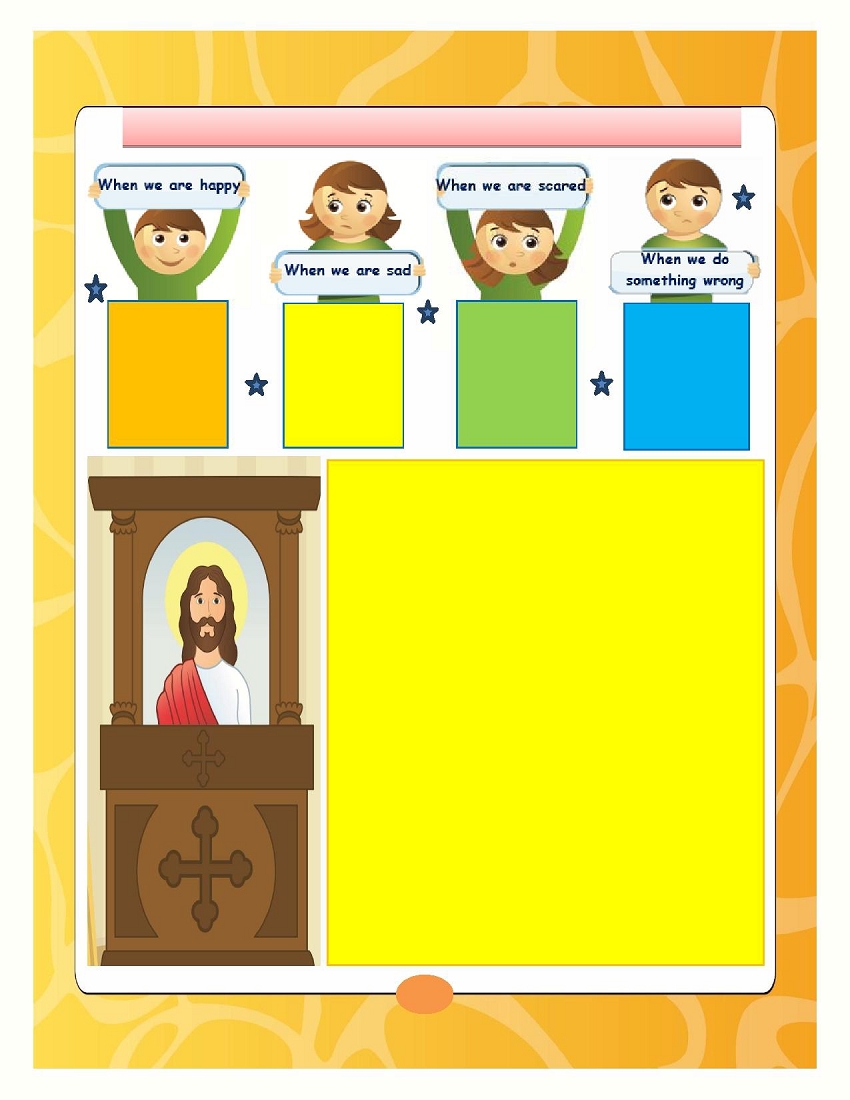 When we are happy
When we are sad
When we are scared
When we do
something wrong